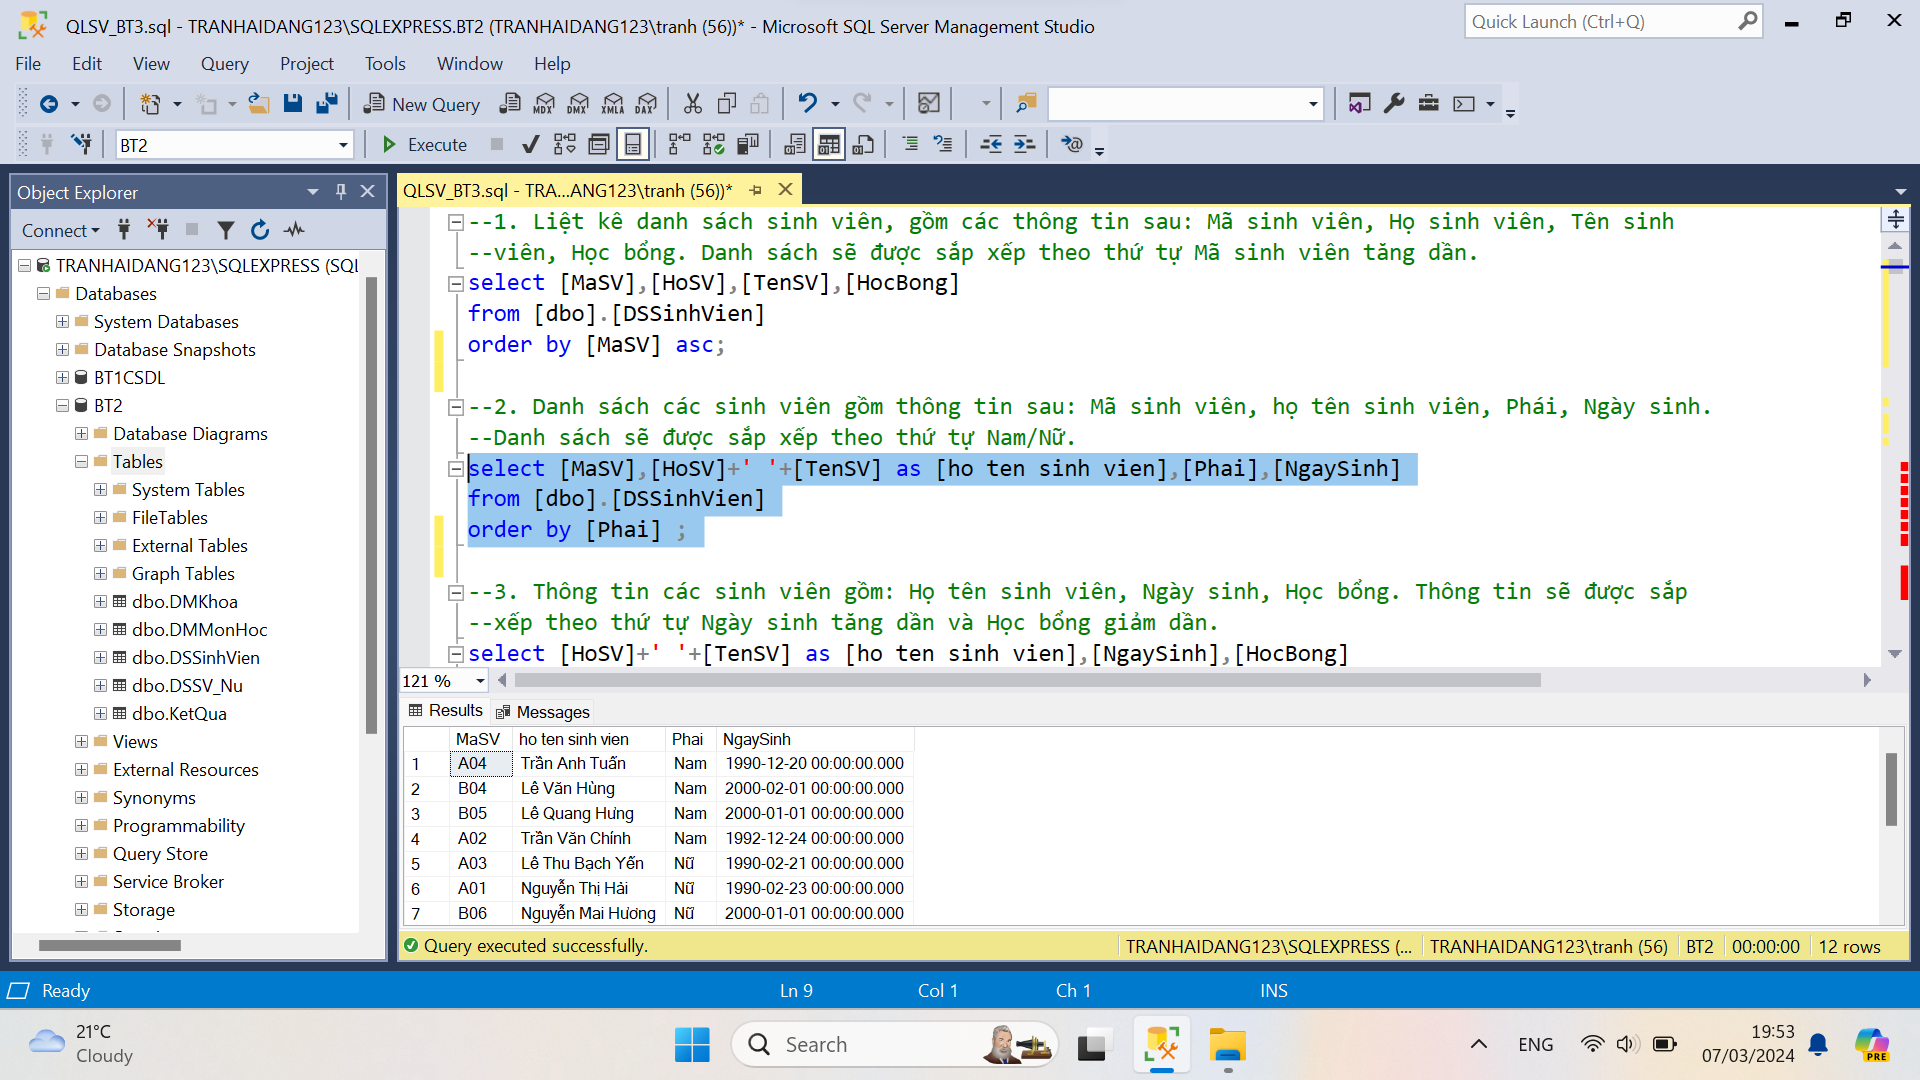 QLSV_BT3.sql - TRANHAIDANG123\SQLEXPRESS.BT2 (TRANHAIDANG123\tranh (56))* - Microsoft SQL Server Management Studio
Quick Launch (Ctrl+Q)
File Edit View Query Project Tools Window Help
New Query MDX DMX XMLA DAX
BT2 Execute
Object Explorer
Connect
TRANHAIDANG123\SQLEXPRESS (SQL
Databases
System Databases
Database Snapshots
BT1CSDL
BT2
Database Diagrams
Tables
System Tables
FileTables
External Tables
Graph Tables
dbo.DMKhoa
dbo.DMMonHoc
dbo.DSSinhVien
dbo.DSSV_Nu
dbo.KetQua
Views
External Resources
Synonyms
Programmability
Query Store
Service Broker
Storage
QLSV_BT3.sql - TRA...ANG123\tranh (56))*
--1. Liệt kê danh sách sinh viên, gồm các thông tin sau: Mã sinh viên, Họ sinh viên, Tên sinh
--viên, Học bổng. Danh sách sẽ được sắp xếp theo thứ tự Mã sinh viên tăng dần.
select [MaSV],[HoSV],[TenSV],[HocBong]
from [dbo].[DSSinhVien]
order by [MaSV] asc;
--2. Danh sách các sinh viên gồm thông tin sau: Mã sinh viên, họ tên sinh viên, Phái, Ngày sinh.
--Danh sách sẽ được sắp xếp theo thứ tự Nam/Nữ.
select [MaSV],[HoSV]+' '+[TenSV] as [ho ten sinh vien],[Phai],[NgaySinh]
from [dbo].[DSSinhVien]
order by [Phai] ;
--3. Thông tin các sinh viên gồm: Họ tên sinh viên, Ngày sinh, Học bổng. Thông tin sẽ được sắp
--xếp theo thứ tự Ngày sinh tăng dần và Học bổng giảm dần.
select [HoSV]+' '+[TenSV] as [ho ten sinh vien],[NgaySinh],[HocBong]
121 %
Results Messages
MaSV ho ten sinh vien Phai NgaySinh
1 A04 Trần Anh Tuấn Nam 1990-12-20 00:00:00.000
2 B04 Lê Văn Hùng Nam 2000-02-01 00:00:00.000
3 B05 Lê Quang Hưng Nam 2000-01-01 00:00:00.000
4 A02 Trần Văn Chính Nam 1992-12-24 00:00:00.000
5 A03 Lê Thu Bạch Yến Nữ 1990-02-21 00:00:00.000
6 A01 Nguyễn Thị Hải Nữ 1990-02-23 00:00:00.000
7 B06 Nguyễn Mai Hương Nữ 2000-01-01 00:00:00.000
Query executed successfully. TRANHAIDANG123\SQLEXPRESS (... TRANHAIDANG123\tranh (56) BT2 00:00:00 12 rows
Ready Ln 9 Col 1 Ch 1 INS
21°C
Cloudy
Search
ENG
19:53
07/03/2024
PRE